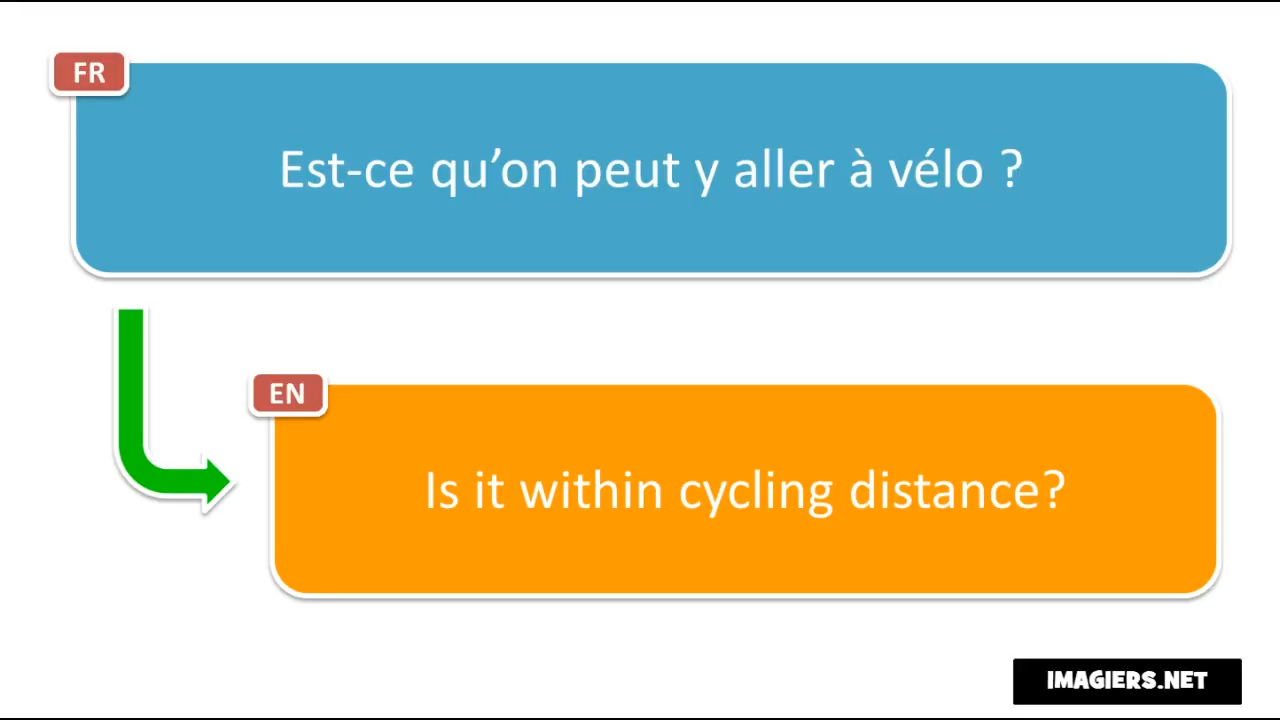 FR
Est-ce qu’on peut y aller à vélo ?
EN
Is it within cycling distance?
IMAGIERS.NET